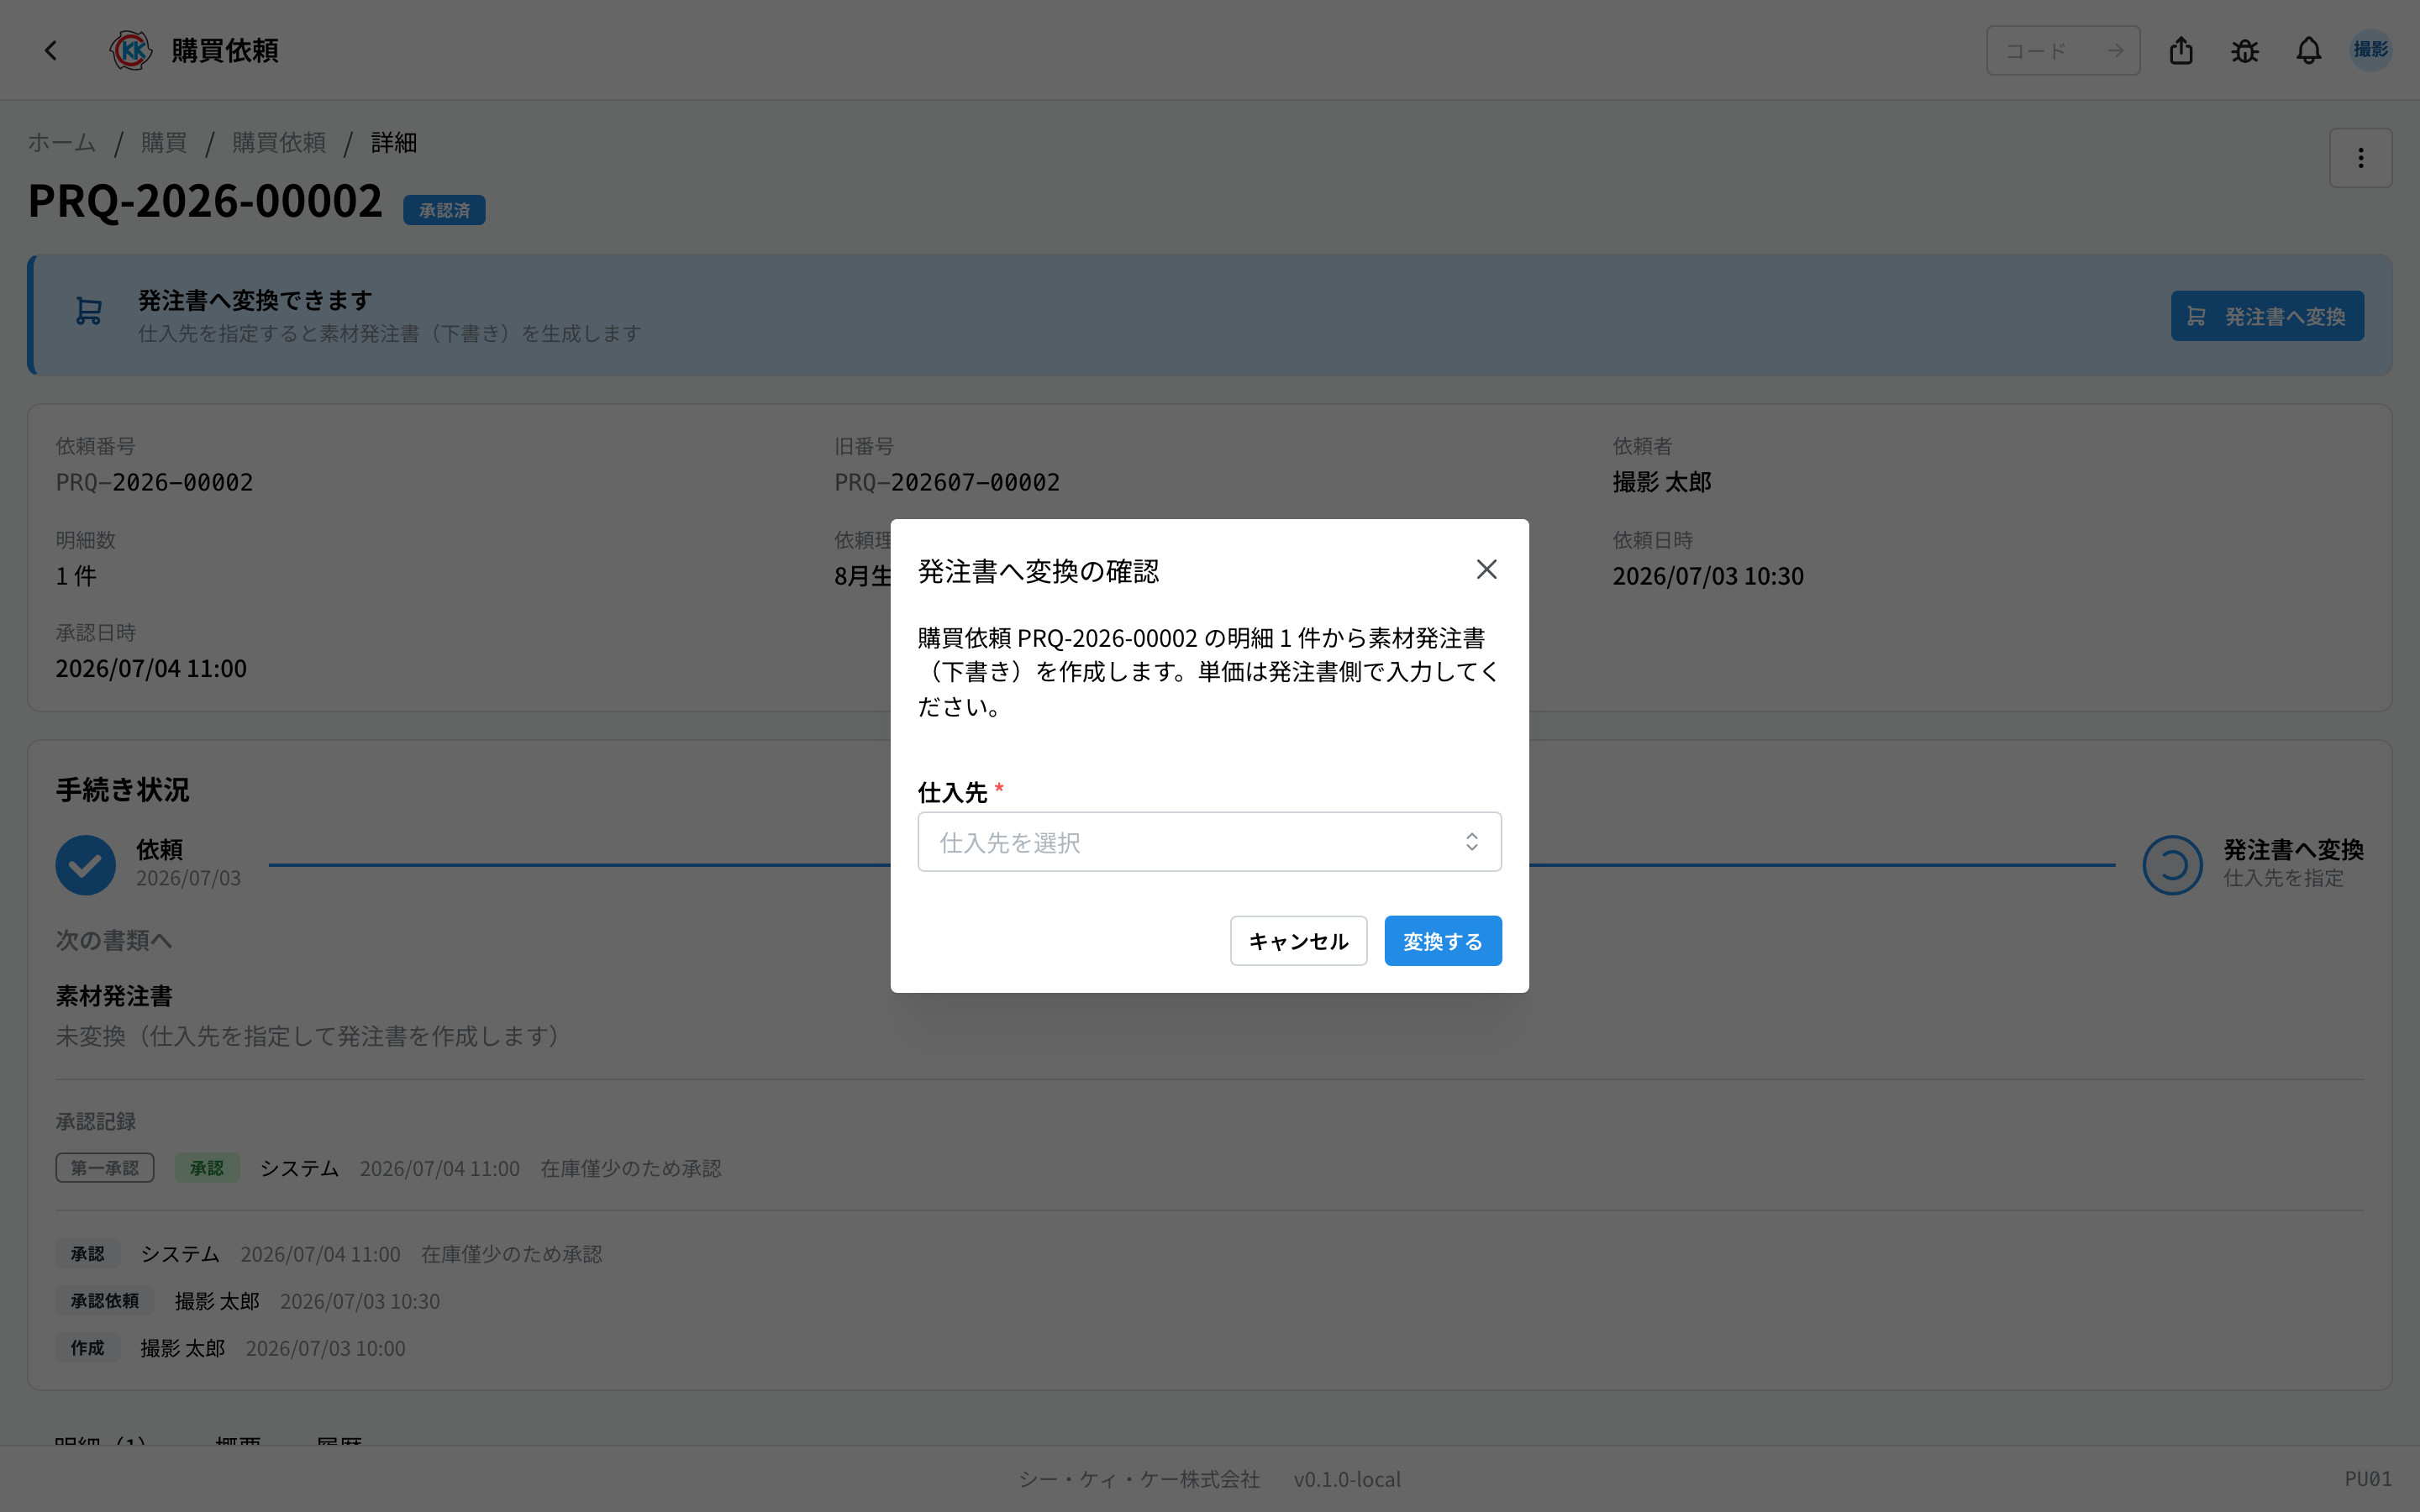 購買依頼
コード
撮影
ホーム / 購買 / 購買依頼 / 詳細
PRQ-2026-00002 承認済
発注書へ変換できます
仕入先を指定すると素材発注書（下書き）を生成します
発注書へ変換
依頼番号
PRQ-2026-00002
旧番号
PRQ-202607-00002
依頼者
撮影 太郎
明細数
1 件
依頼理
8月生
依頼日時
2026/07/03 10:30
承認日時
2026/07/04 11:00
発注書へ変換の確認
購買依頼 PRQ-2026-00002 の明細 1 件から素材発注書
（下書き）を作成します。単価は発注書側で入力してく
ださい。
仕入先 *
仕入先を選択
キャンセル
変換する
手続き状況
依頼
2026/07/03
発注書へ変換
仕入先を指定
次の書類へ
素材発注書
未変換（仕入先を指定して発注書を作成します）
承認記録
第一承認 承認 システム 2026/07/04 11:00 在庫僅少のため承認
承認 システム 2026/07/04 11:00 在庫僅少のため承認
承認依頼 撮影 太郎 2026/07/03 10:30
作成 撮影 太郎 2026/07/03 10:00
明細（1） 概要 履歴
シー・ケィ・ケー株式会社 v0.1.0-local
PU01